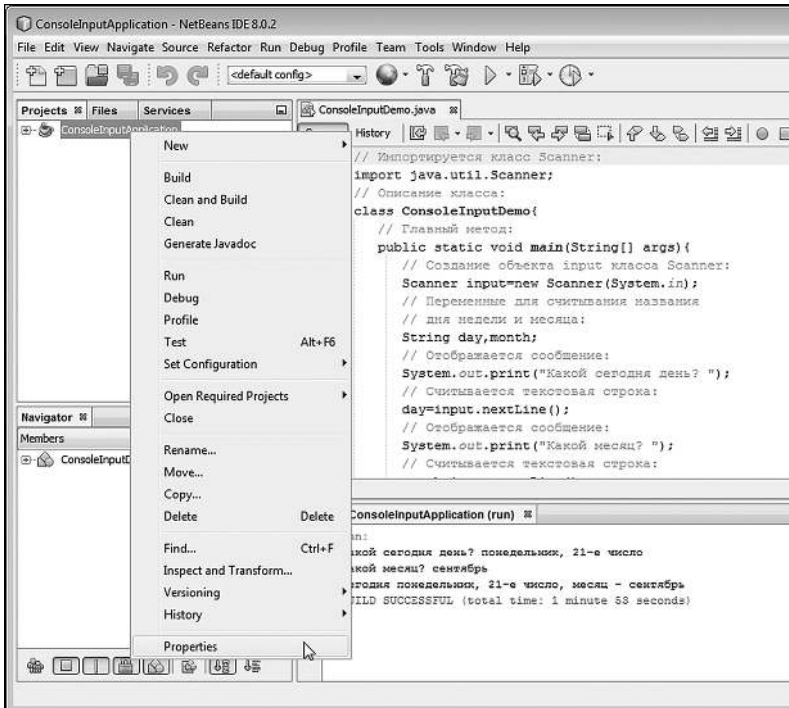 ConsoleInputApplication - NetBeans IDE 8.0.2
File Edit View Navigate Source Refactor Run Debug Profile Team Tools Window Help
<default config>
Projects Files Services
ConsoleInputApplication
New
Build
Clean and Build
Clean
Generate Javadoc
Run
Debug
Profile
Test Alt+F6
Set Configuration
Open Required Projects
Close
Rename...
Move...
Copy...
Delete Delete
Find... Ctrl+F
Inspect and Transform...
Versioning
History
Properties
Navigator
Members
ConsoleInputD
ConsoleInputDemo.java
History
// Импортируется класс Scanner:
import java.util.Scanner;
// Описание класса:
class ConsoleInputDemo{
// Главный метод:
public static void main(String[] args){
// Создание объекта input класса Scanner:
Scanner input=new Scanner(System.in);
// Переменные для считывания названия
// дня недели и месяца:
String day,month;
// Отображается сообщение:
System.out.print("Какой сегодня день? ");
// Считывается текстовая строка:
day=input.nextLine();
// Отображается сообщение:
System.out.print("Какой месяц? ");
// Считывается текстовая строка:
ConsoleInputApplication (run)
un:
акой сегодня день? понедельник, 21-е число
акой месяц? сентябрь
годня понедельник, 21-е число, месяц - сентябрь
UILD SUCCESSFUL (total time: 1 minute 53 seconds)